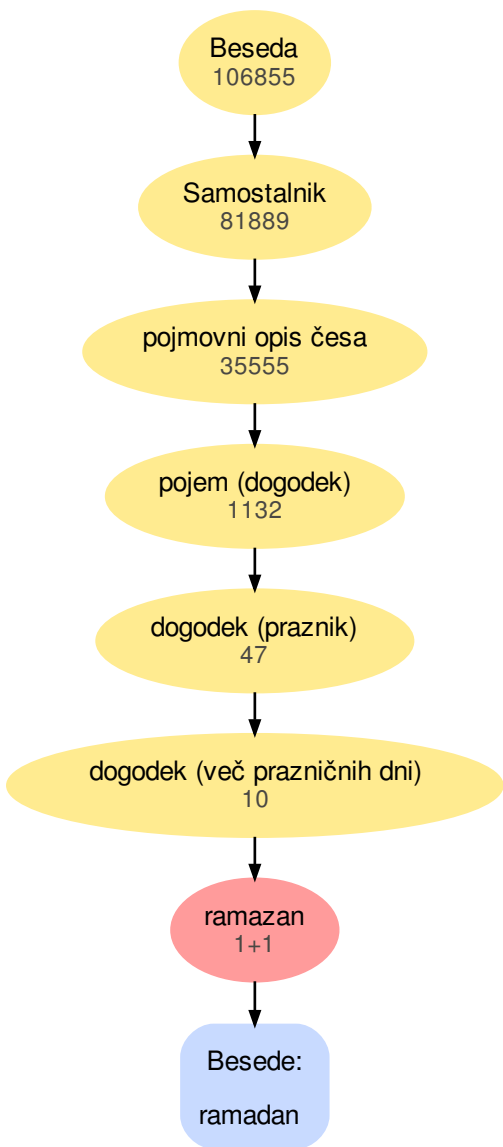 Beseda
106855
Samostalnik
81889
pojmovni opis česa
35555
pojem (dogodek)
1132
dogodek (praznik)
47
dogodek (več prazničnih dni)
10
ramazan
1+1
Besede:
ramadan